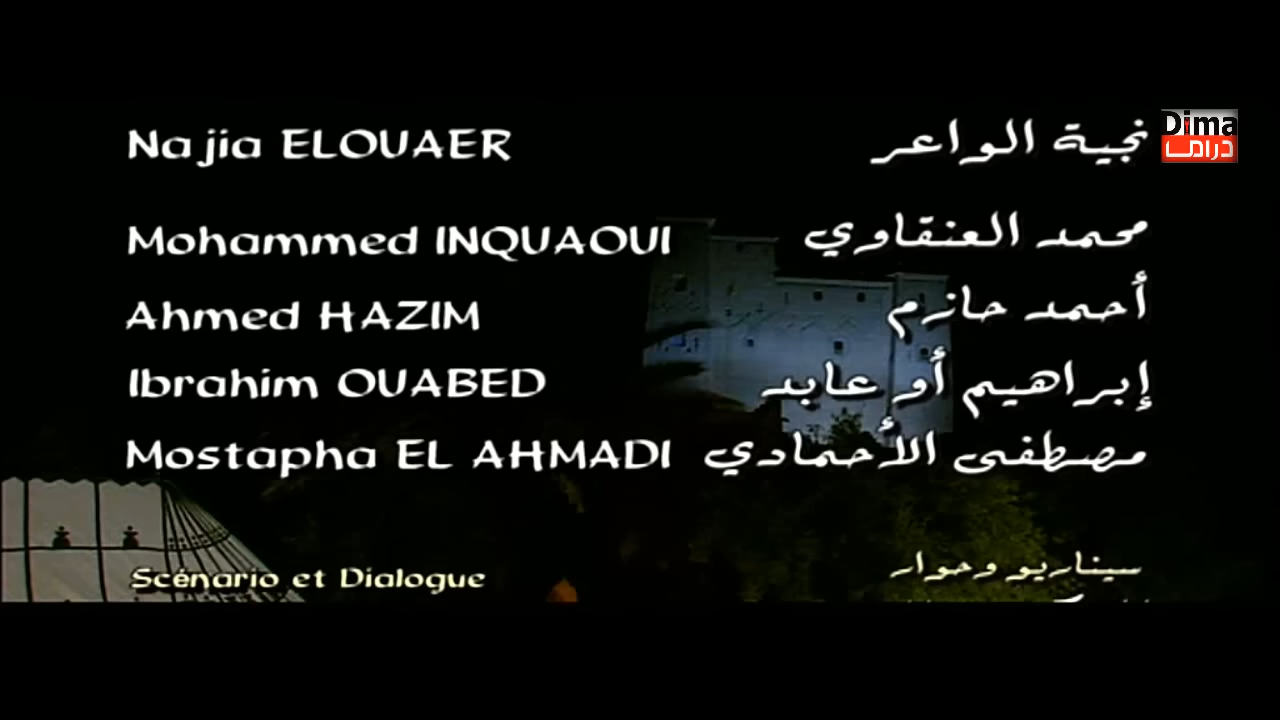 Dima
دراما
Najia ELOUAER نجية الواعر
Mohammed INQUAOUI محمد العنقاوي
Ahmed HAZIM أحمد حازم
Ibrahim OUABED إبراهيم أو عابد
Mostapha EL AHMADI مصطفى الأحمادي
Scénario et Dialogue سيناريو وحوار